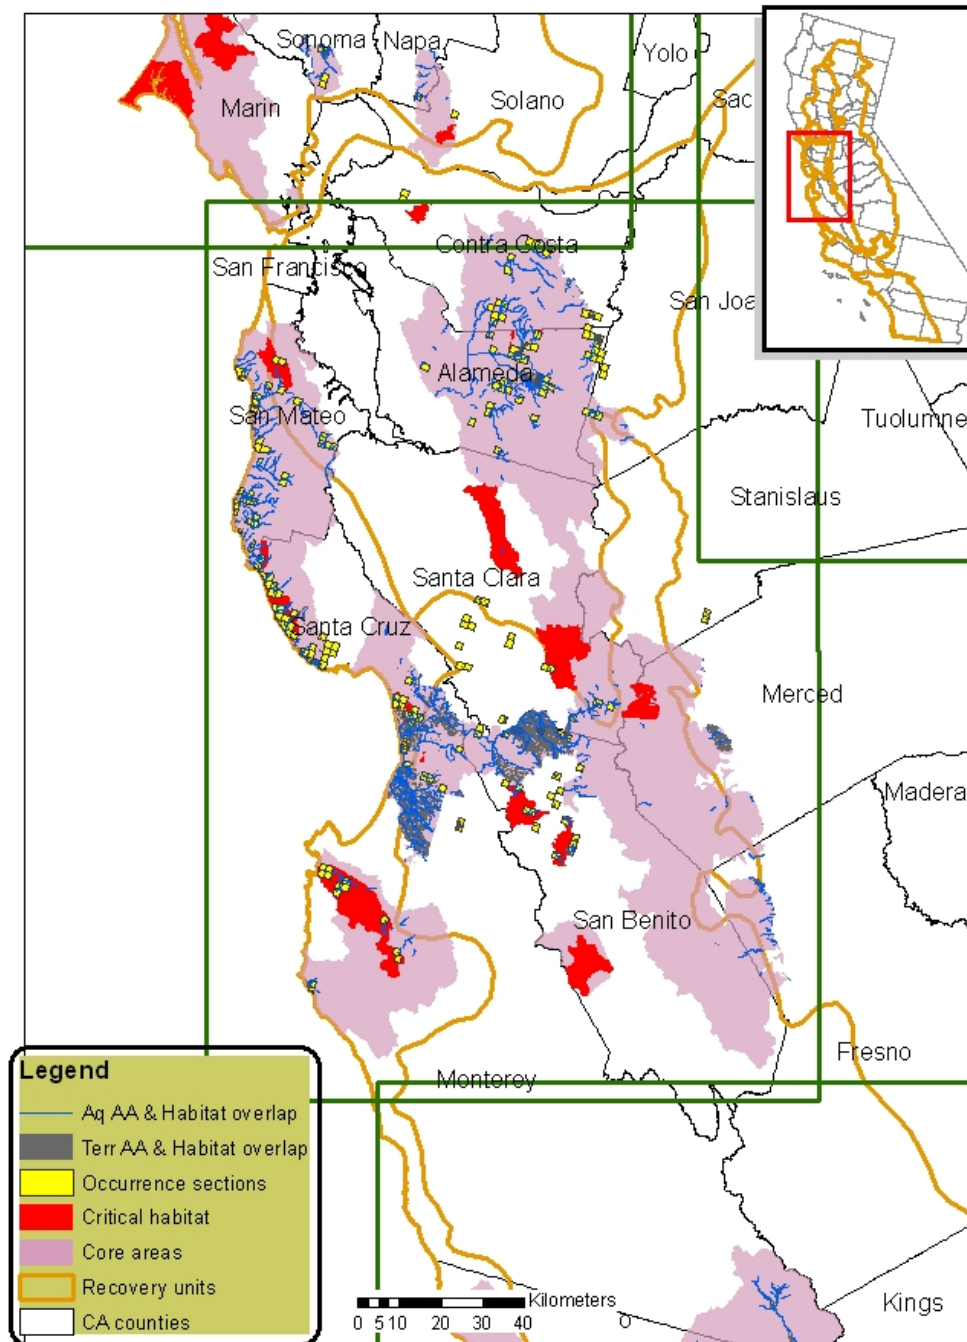 Sonoma
Napa
Yolo
Marin
Solano
Sac
Contra Costa
San Francisco
San Joa
Alameda
San Mateo
Tuolumne
Stanislaus
Santa Clara
Santa Cruz
Merced
Madera
San Benito
Fresno
Monterey
Kings
Legend
Aq AA & Habitat overlap
Terr AA & Habitat overlap
Occurrence sections
Critical habitat
Core areas
Recovery units
CA counties
Kilometers
0 5 10 20 30 40